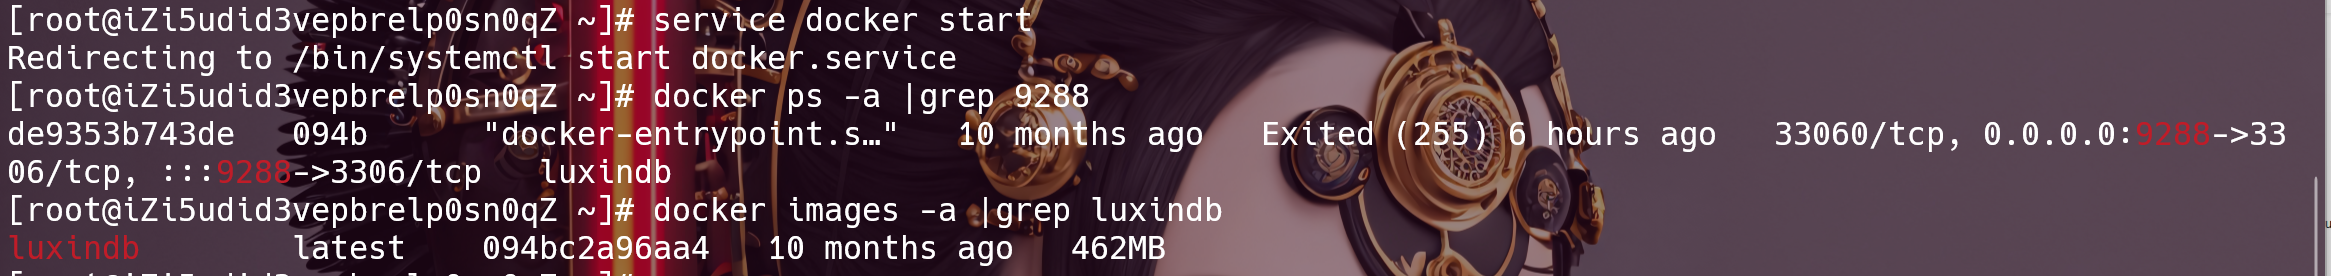 [root@iZi5udid3vepbrelp0sn0qZ ~]# service docker start
Redirecting to /bin/systemctl start docker.service
[root@iZi5udid3vepbrelp0sn0qZ ~]# docker ps -a |grep 9288
de9353b743de   094b      "docker-entrypoint.s…"   10 months ago   Exited (255) 6 hours ago   33060/tcp, 0.0.0.0:9288->33
06/tcp, :::9288->3306/tcp   luxindb
[root@iZi5udid3vepbrelp0sn0qZ ~]# docker images -a |grep luxindb
luxindb        latest    094bc2a96aa4   10 months ago   462MB